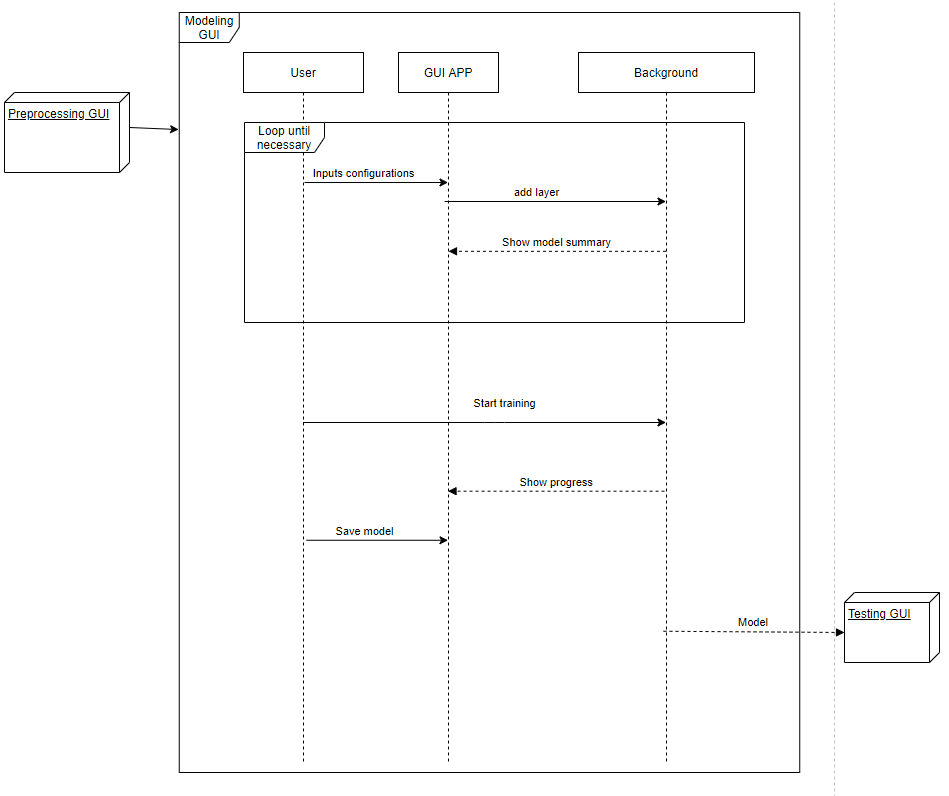 Modeling
GUI
User
GUI APP
Background
Preprocessing GUI
Loop until
necessary
Inputs configurations
add layer
Show model summary
Start training
Show progress
Save model
Testing GUI
Model